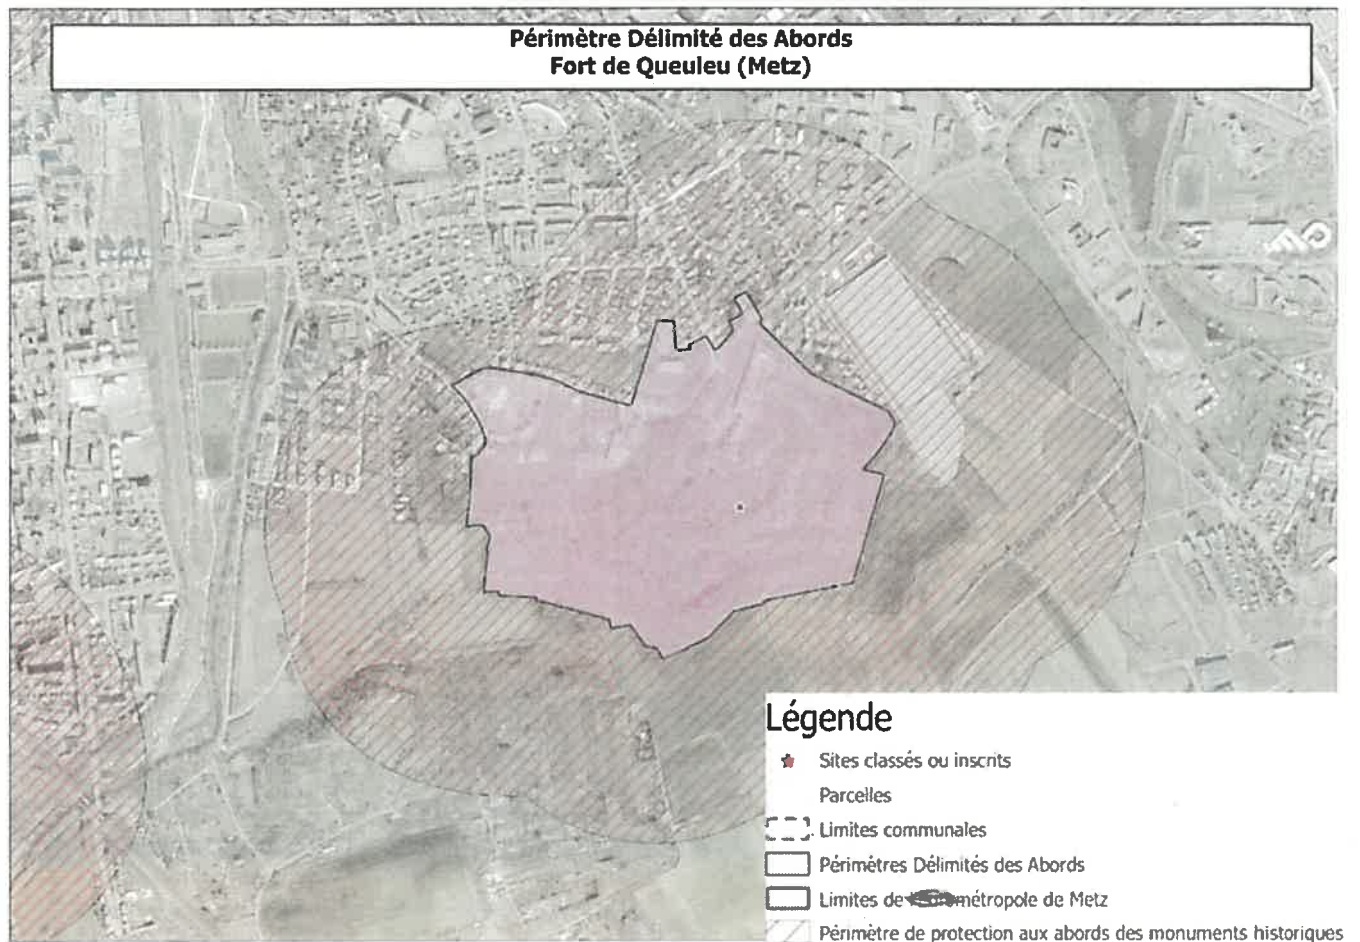 Périmètre Délimité des Abords
Fort de Queuleu (Metz)
Légende
Sites classés ou inscrits
Parcelles
Limites communales
Périmètres Délimités des Abords
Limites de métropole de Metz
Périmètre de protection aux abords des monuments historiques